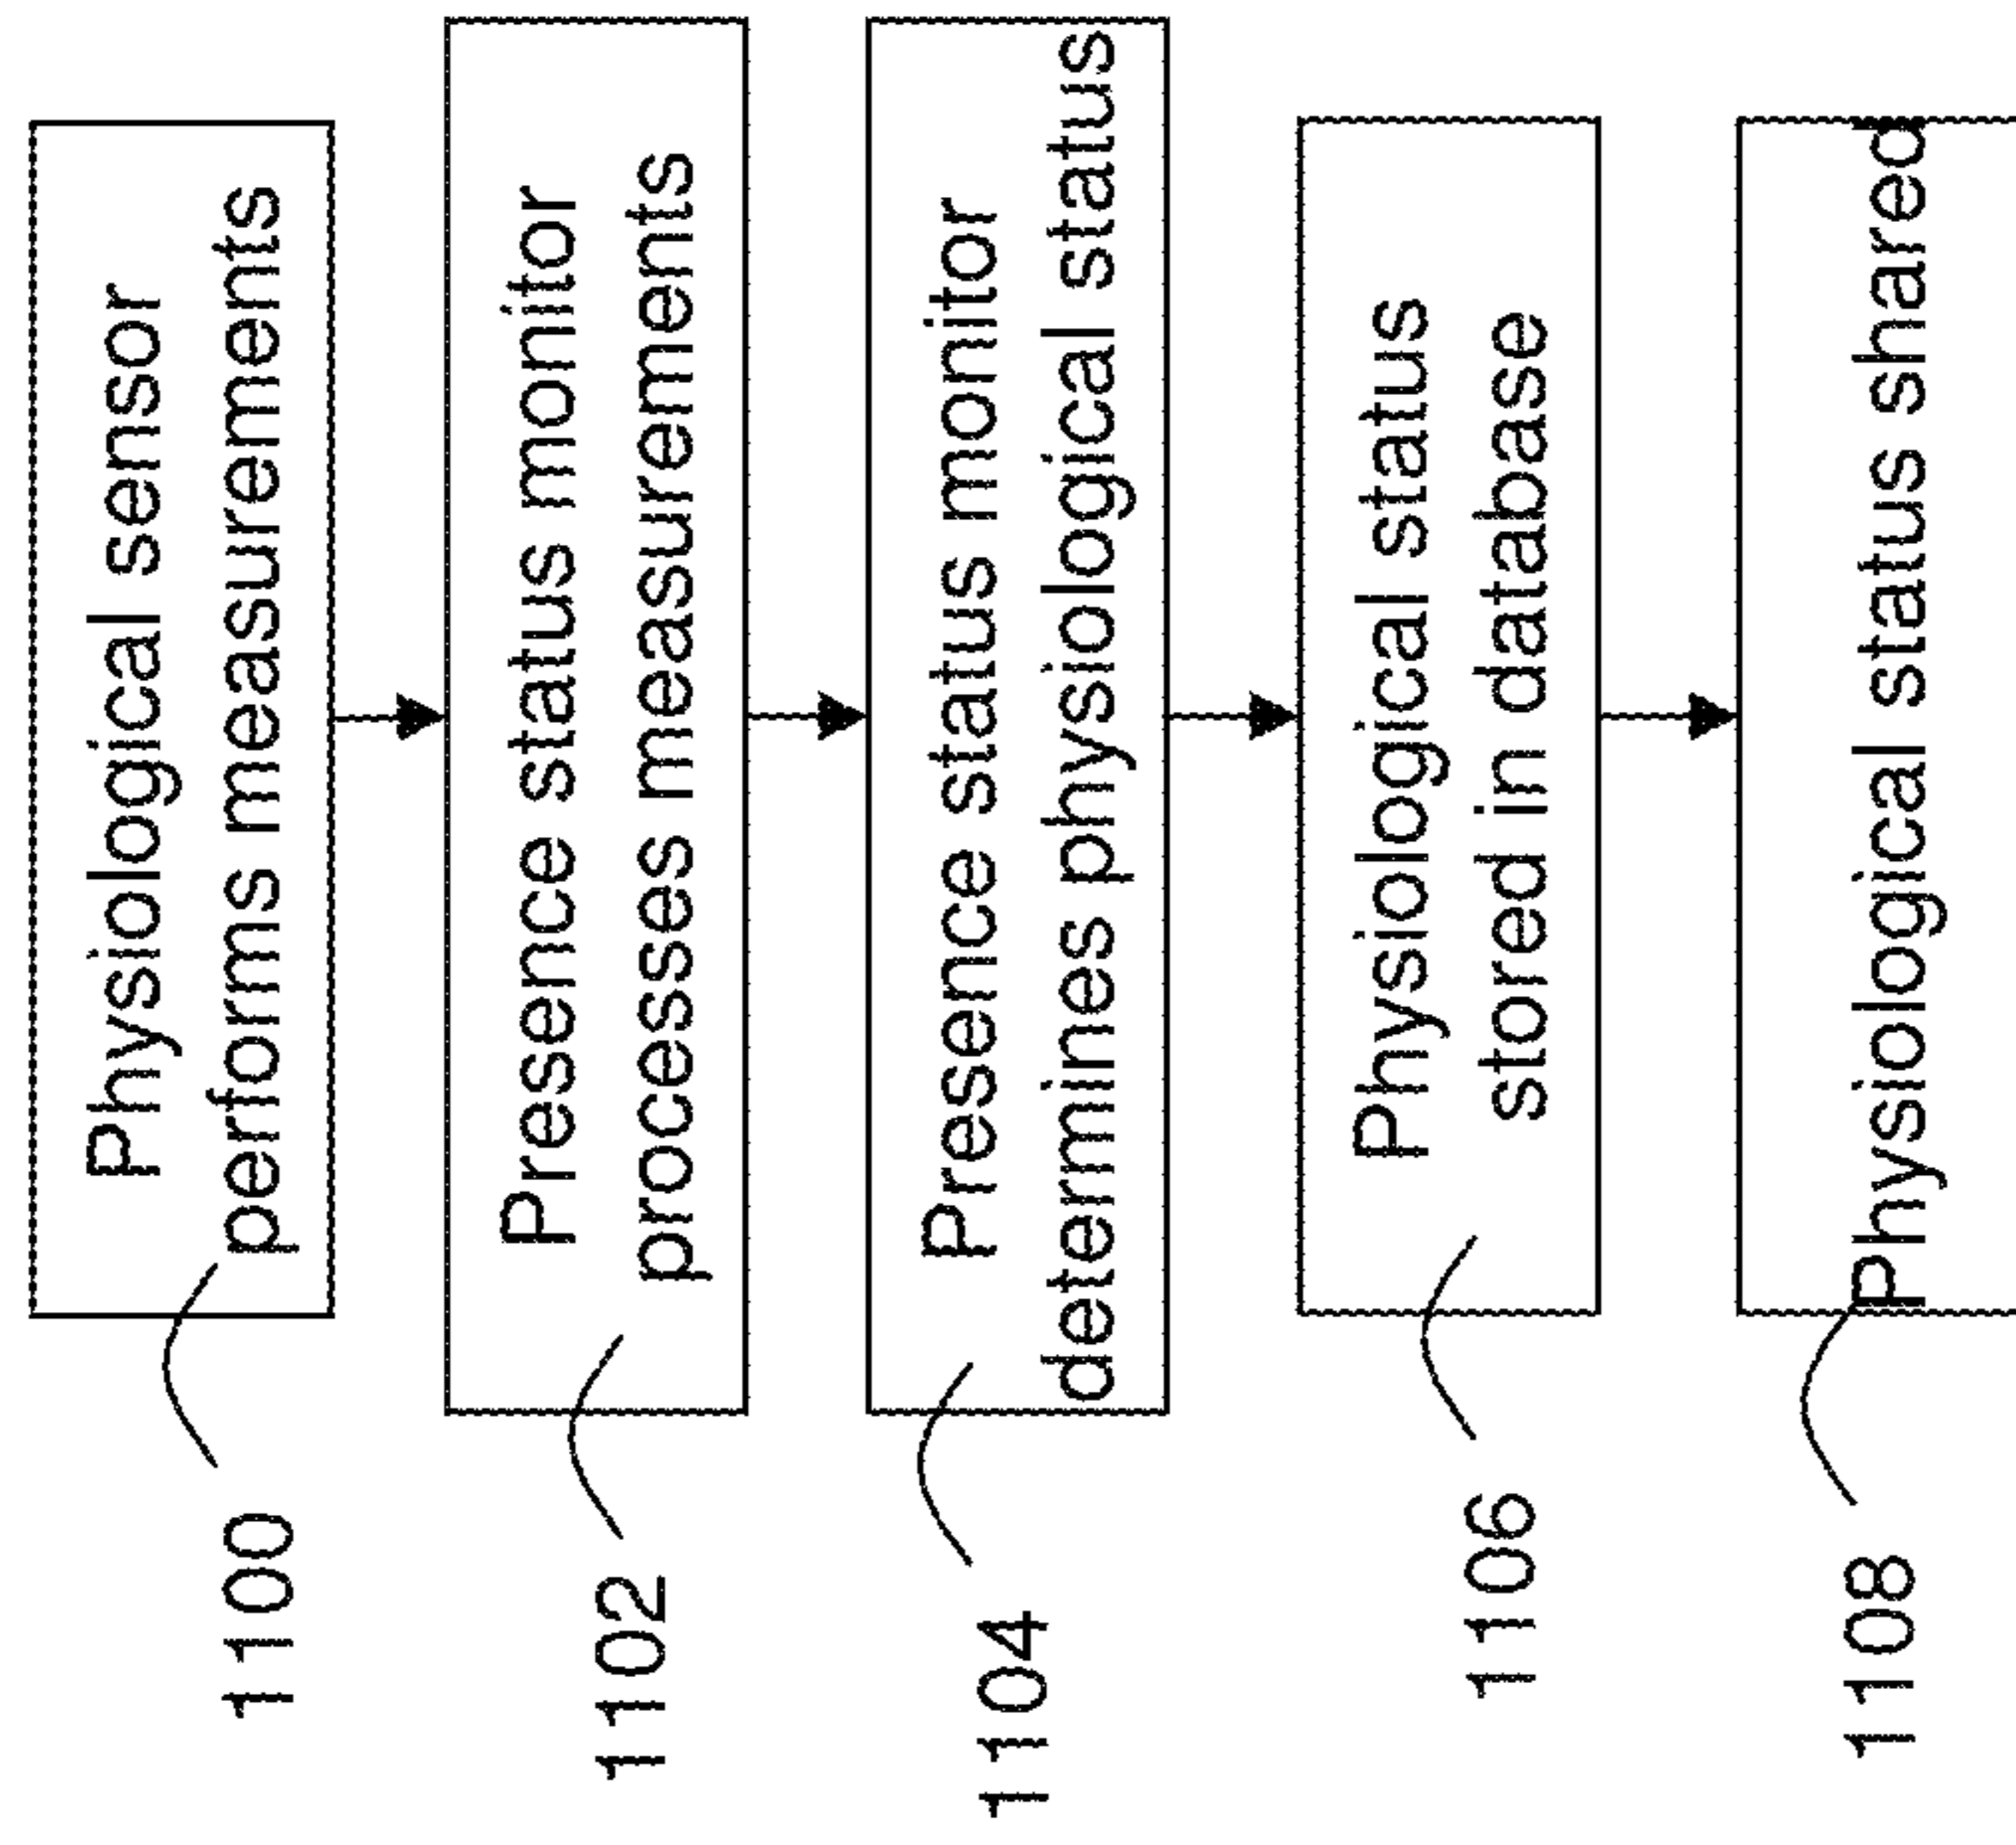 1100
Physiological sensor
performs measurements
1102
Presence status monitor
processes measurements
1104
Presence status monitor
determines physiological status
1106
Physiological status
stored in database
1108
Physiological status shared